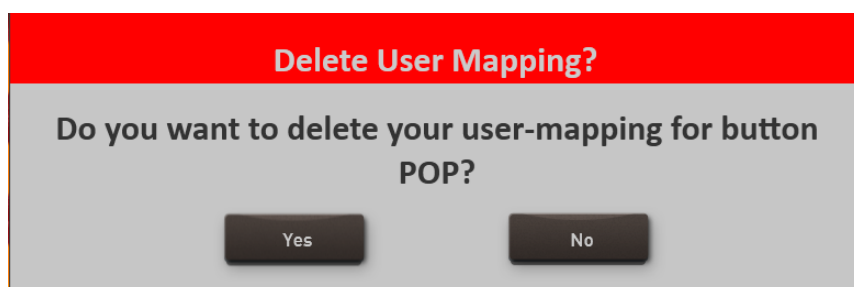 Delete User Mapping?
Do you want to delete your user-mapping for button
POP?
Yes
No